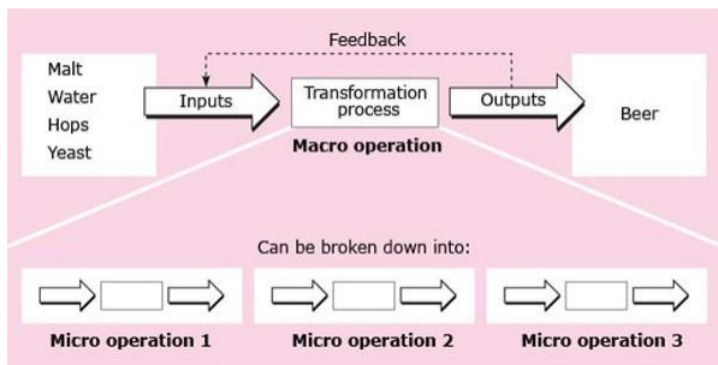 Feedback
Malt
Water
Hops
Yeast
Inputs
Transformation
process
Outputs
Beer
Macro operation
Can be broken down into:
Micro operation 1
Micro operation 2
Micro operation 3